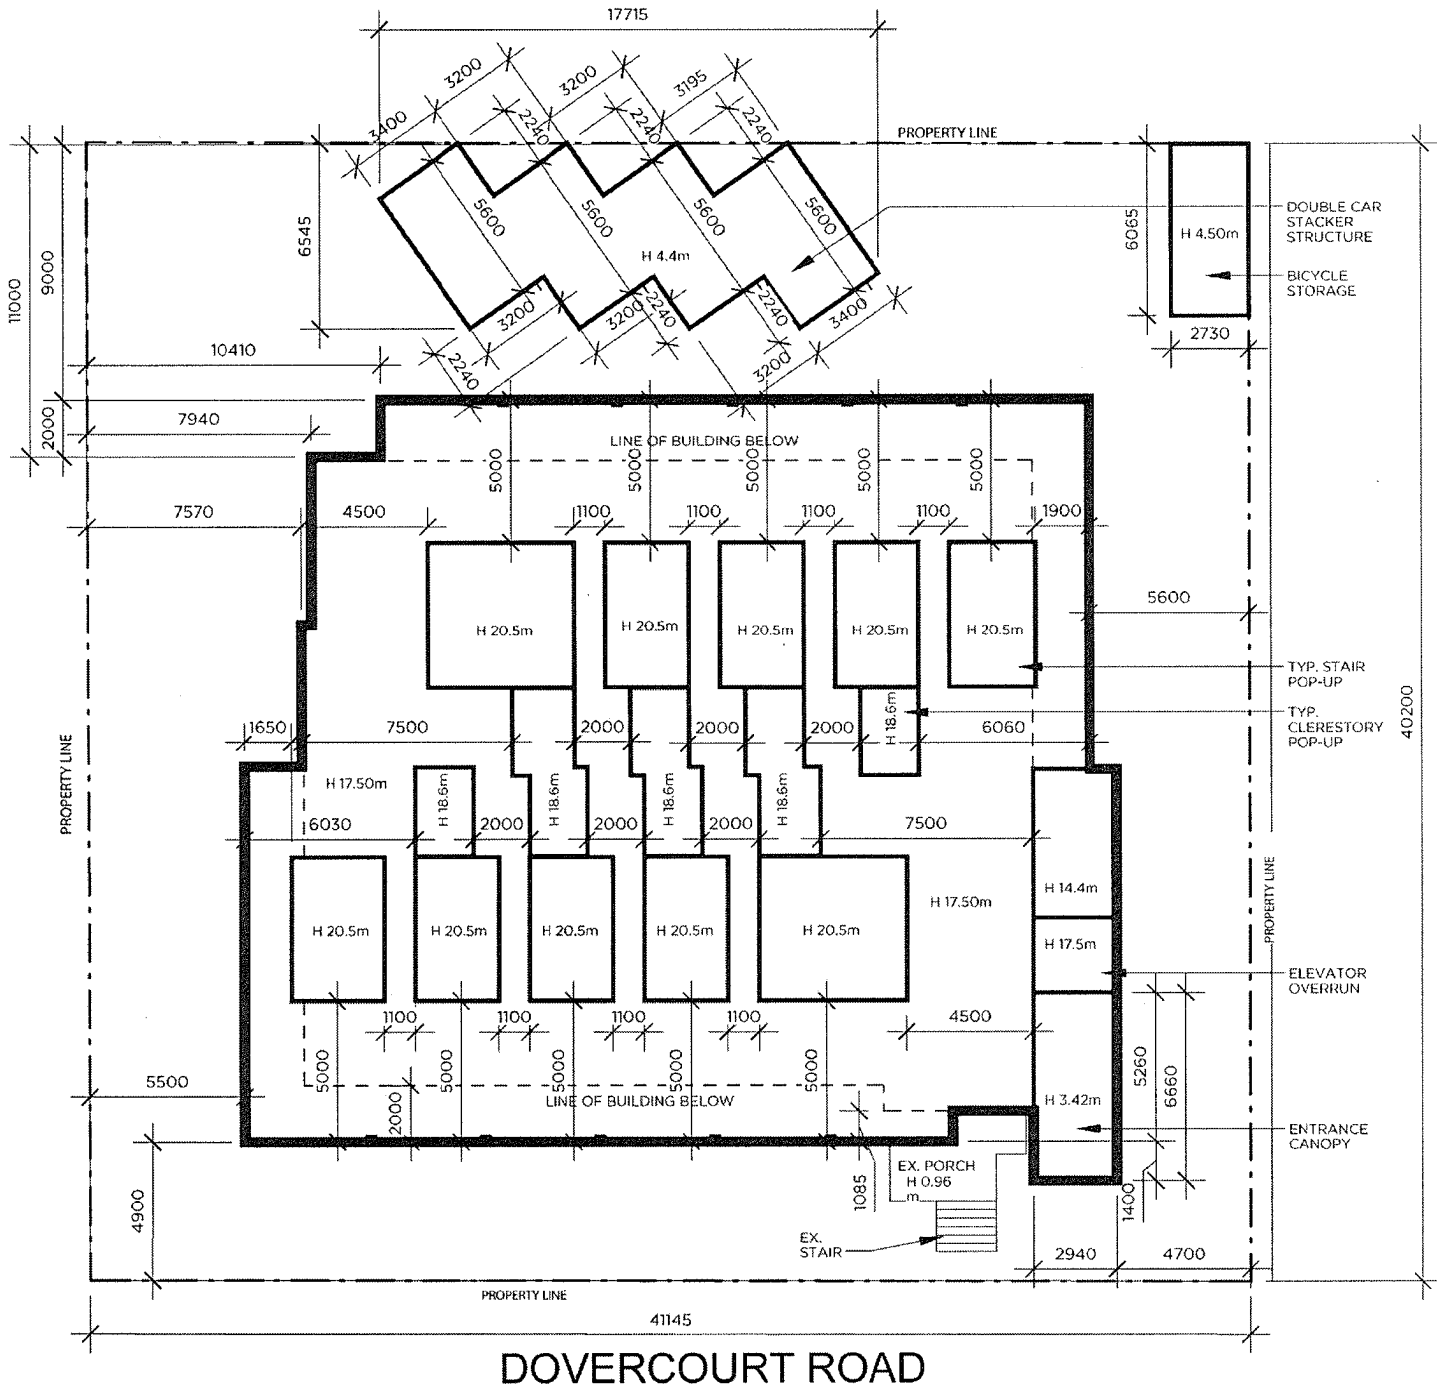 17715
3200
3200
3195
3400
2240
2240
2240
PROPERTY LINE
11000
9000
6545
5600
5600
5600
5600
H 4.4m
6065
H 4.50m
DOUBLE CAR
STACKER
STRUCTURE
BICYCLE
STORAGE
3200
3200
2240
2240
3400
3200
2240
2730
10410
7940
2000
LINE OF BUILDING BELOW
5000
5000
5000
5000
5000
7570
4500
1100
1100
1100
1100
1900
5600
H 20.5m
H 20.5m
H 20.5m
H 20.5m
H 20.5m
TYP. STAIR
POP-UP
TYP.
CLERESTORY
POP-UP
40200
H 18.6m
1650
7500
2000
2000
2000
6060
PROPERTY LINE
H 17.50m
H 18.6m
H 18.6m
H 18.6m
H 18.6m
6030
2000
2000
2000
7500
H 14.4m
H 17.50m
PROPERTY LINE
H 20.5m
H 20.5m
H 20.5m
H 20.5m
H 20.5m
H 17.5m
ELEVATOR
OVERRUN
1100
1100
1100
1100
4500
5260
6660
5000
5000
5000
5000
5000
5500
2000
LINE OF BUILDING BELOW
H 3.42m
ENTRANCE
CANOPY
4900
1085
EX. PORCH
H 0.96
m
1400
EX.
STAIR
2940
4700
PROPERTY LINE
41145
DOVERCOURT ROAD